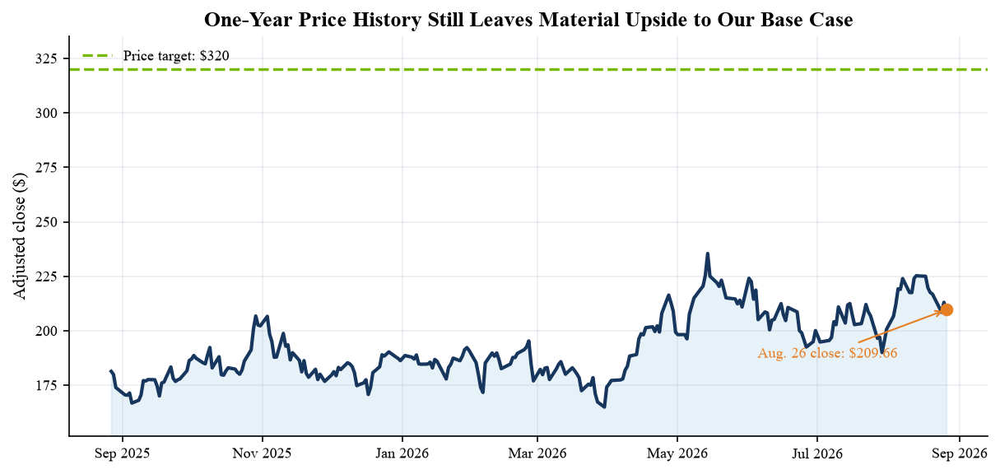 One-Year Price History Still Leaves Material Upside to Our Base Case
Price target: $320
Adjusted close ($)
325
300
275
250
225
200
175
Aug. 26 close: $209.66
Sep 2025
Nov 2025
Jan 2026
Mar 2026
May 2026
Jul 2026
Sep 2026